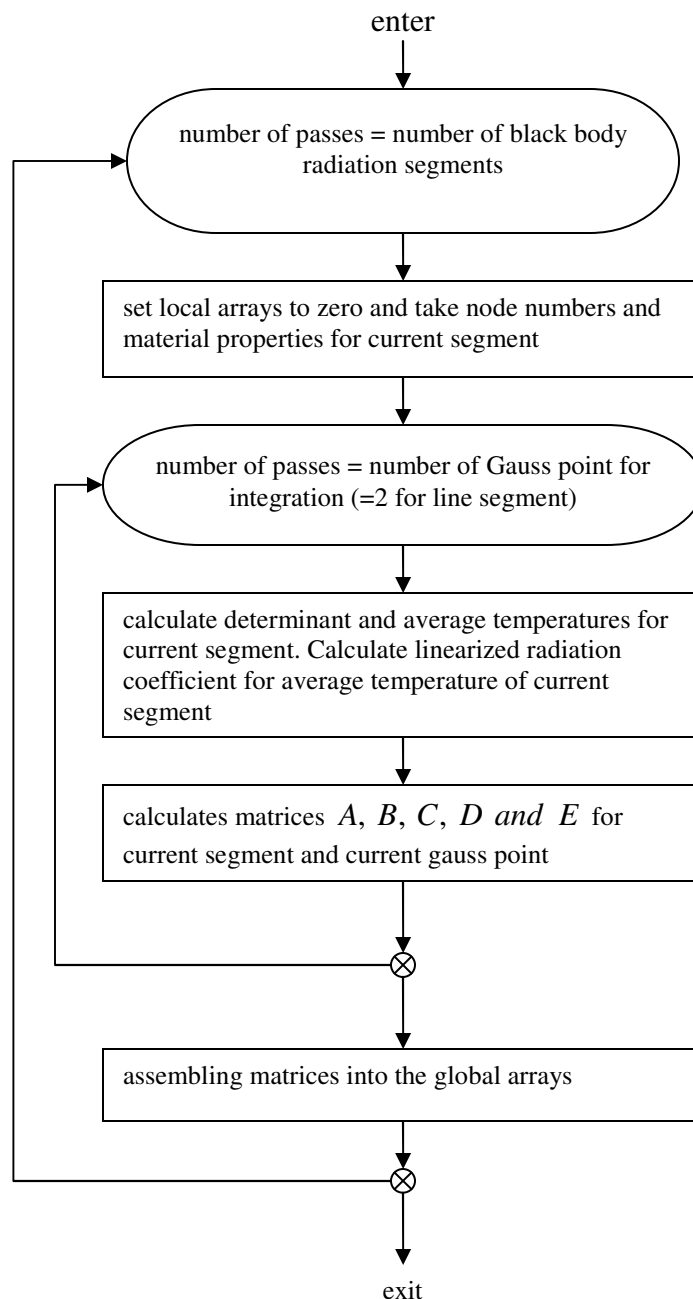 enter
number of passes = number of black body
radiation segments
set local arrays to zero and take node numbers and
material properties for current segment
number of passes = number of Gauss point for
integration (=2 for line segment)
calculate determinant and average temperatures for
current segment. Calculate linearized radiation
coefficient for average temperature of current
segment
calculates matrices A, B, C, D and E for
current segment and current gauss point
assembling matrices into the global arrays
exit